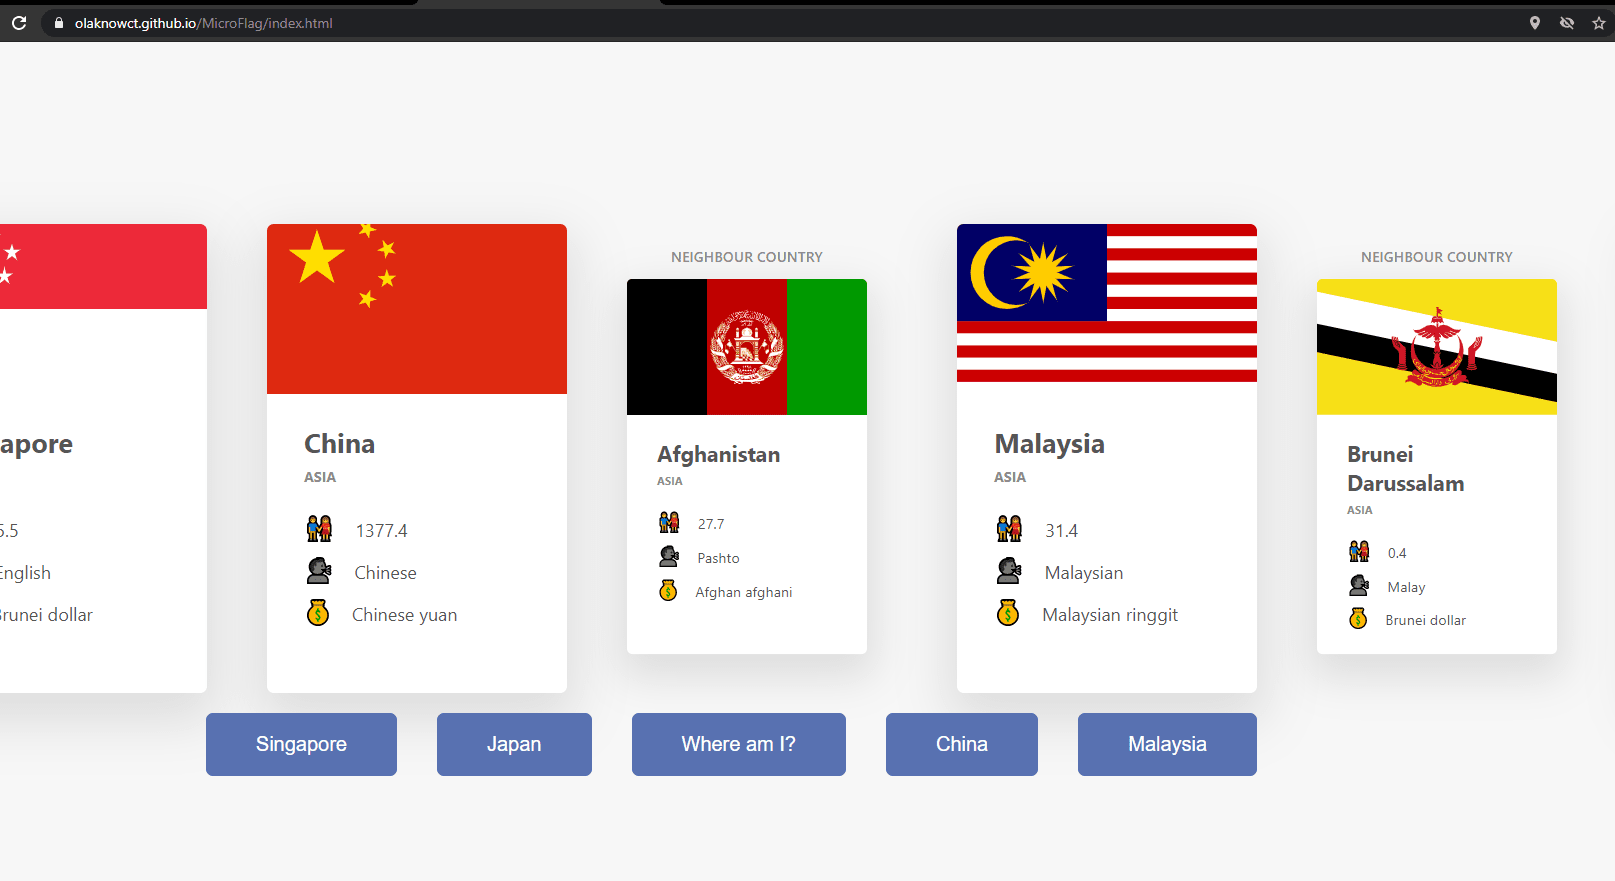 olaknowct.github.io/MicroFlag/index.html
apore
5.5
English
Brunei dollar
China
ASIA
1377.4
Chinese
Chinese yuan
NEIGHBOUR COUNTRY
Afghanistan
ASIA
27.7
Pashto
Afghan afghani
Malaysia
ASIA
31.4
Malaysian
Malaysian ringgit
NEIGHBOUR COUNTRY
Brunei
Darussalam
ASIA
0.4
Malay
Brunei dollar
Singapore
Japan
Where am I?
China
Malaysia